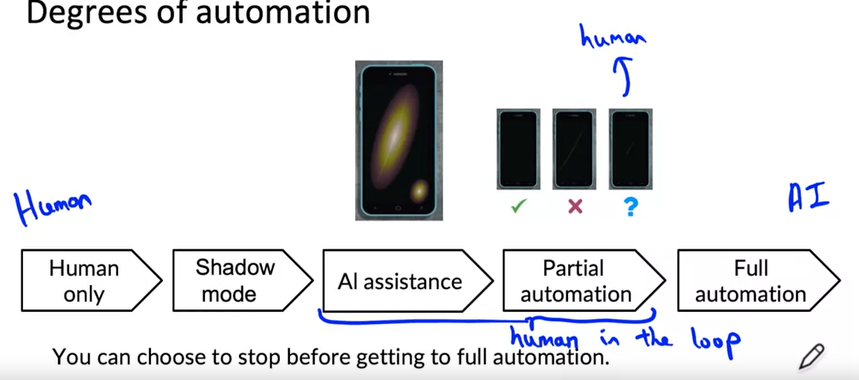 Degrees of automation
human
Human
AI
✓ ✗ ?
Human only
Shadow mode
AI assistance
Partial automation
Full automation
human in the loop
You can choose to stop before getting to full automation.